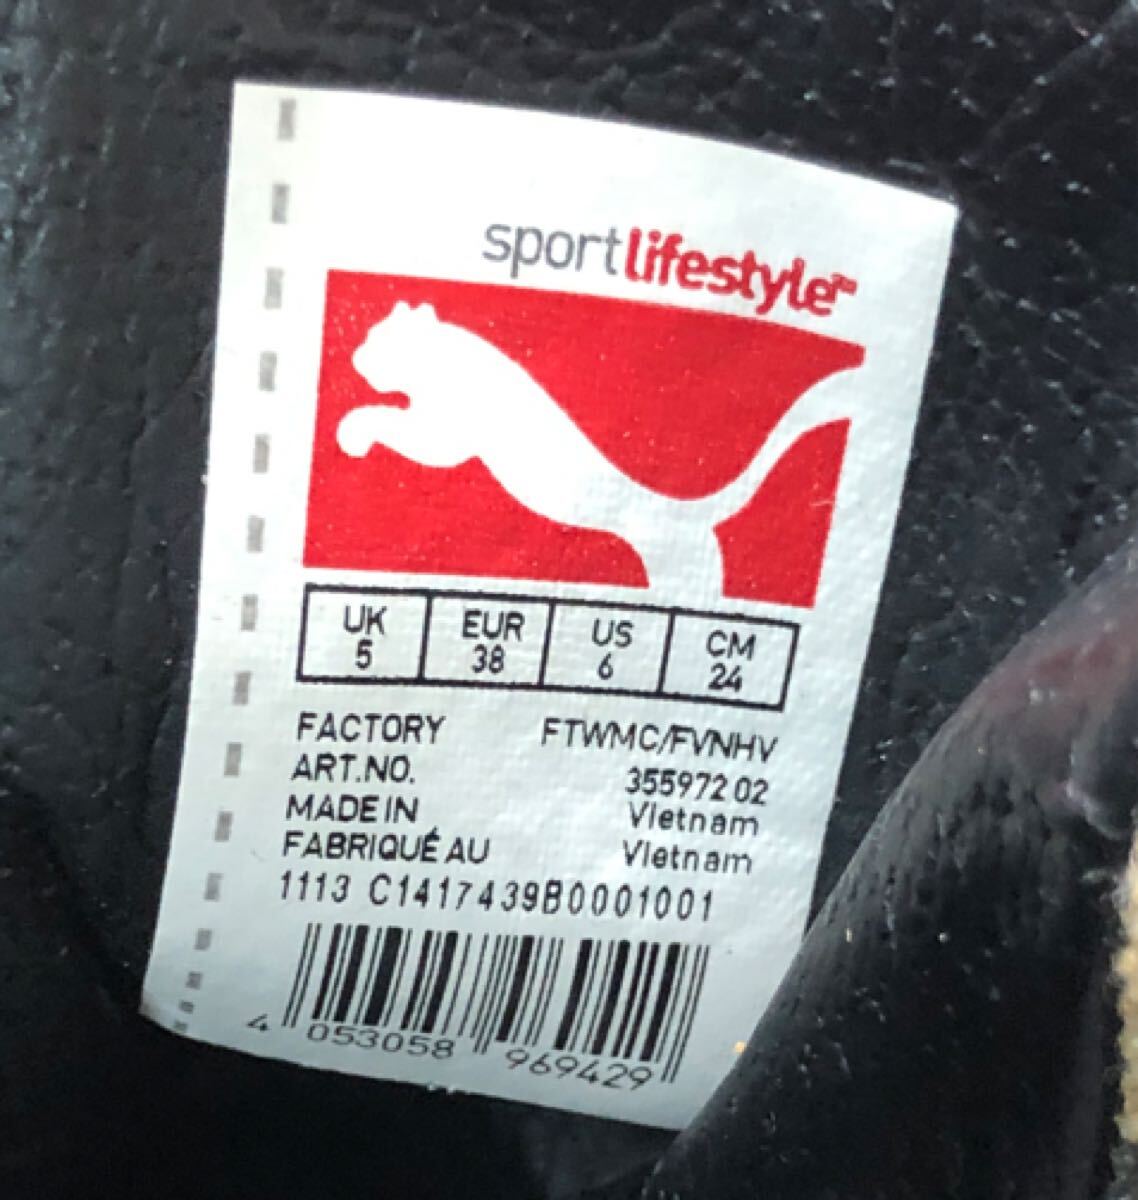 sportlifestyle™
UK EUR US CM
5 38 6 24
FACTORY FTWMC/FVNHV
ART.NO. 355972 02
MADE IN Vietnam
FABRIQUÉ AU Vietnam
1113 C1417439B0001001
4 053058 969429